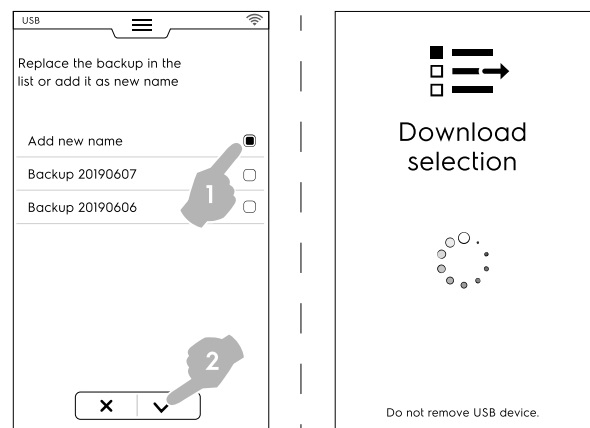 USB
Replace the backup in the
list or add it as new name
Add new name
Backup 20190607
Backup 20190606
1
2
Download
selection
Do not remove USB device.